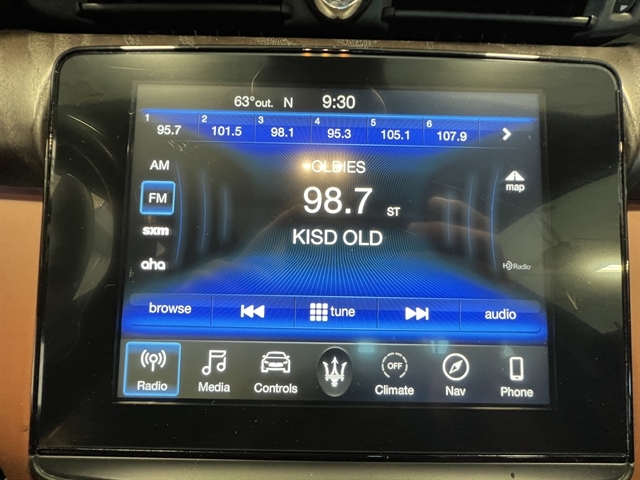 63° out. N 9:30
1 95.7 2 101.5 3 98.1 4 95.3 5 105.1 6 107.9
AM
FM
sxm
aha
OLDIES
98.7 ST
KISD OLD
map
HD Radio
browse tune audio
Radio Media Controls OFF Climate Nav Phone